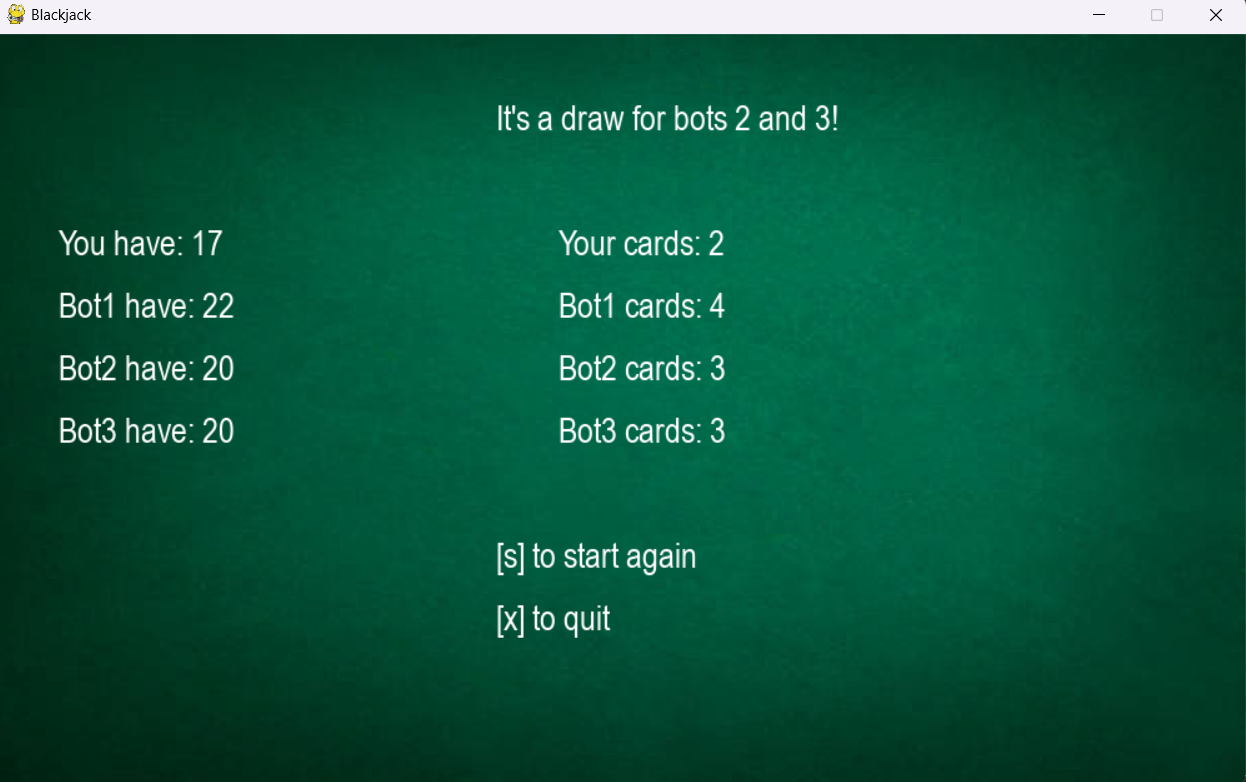 Blackjack
It's a draw for bots 2 and 3!
You have: 17
Your cards: 2
Bot1 have: 22
Bot1 cards: 4
Bot2 have: 20
Bot2 cards: 3
Bot3 have: 20
Bot3 cards: 3
[s] to start again
[x] to quit